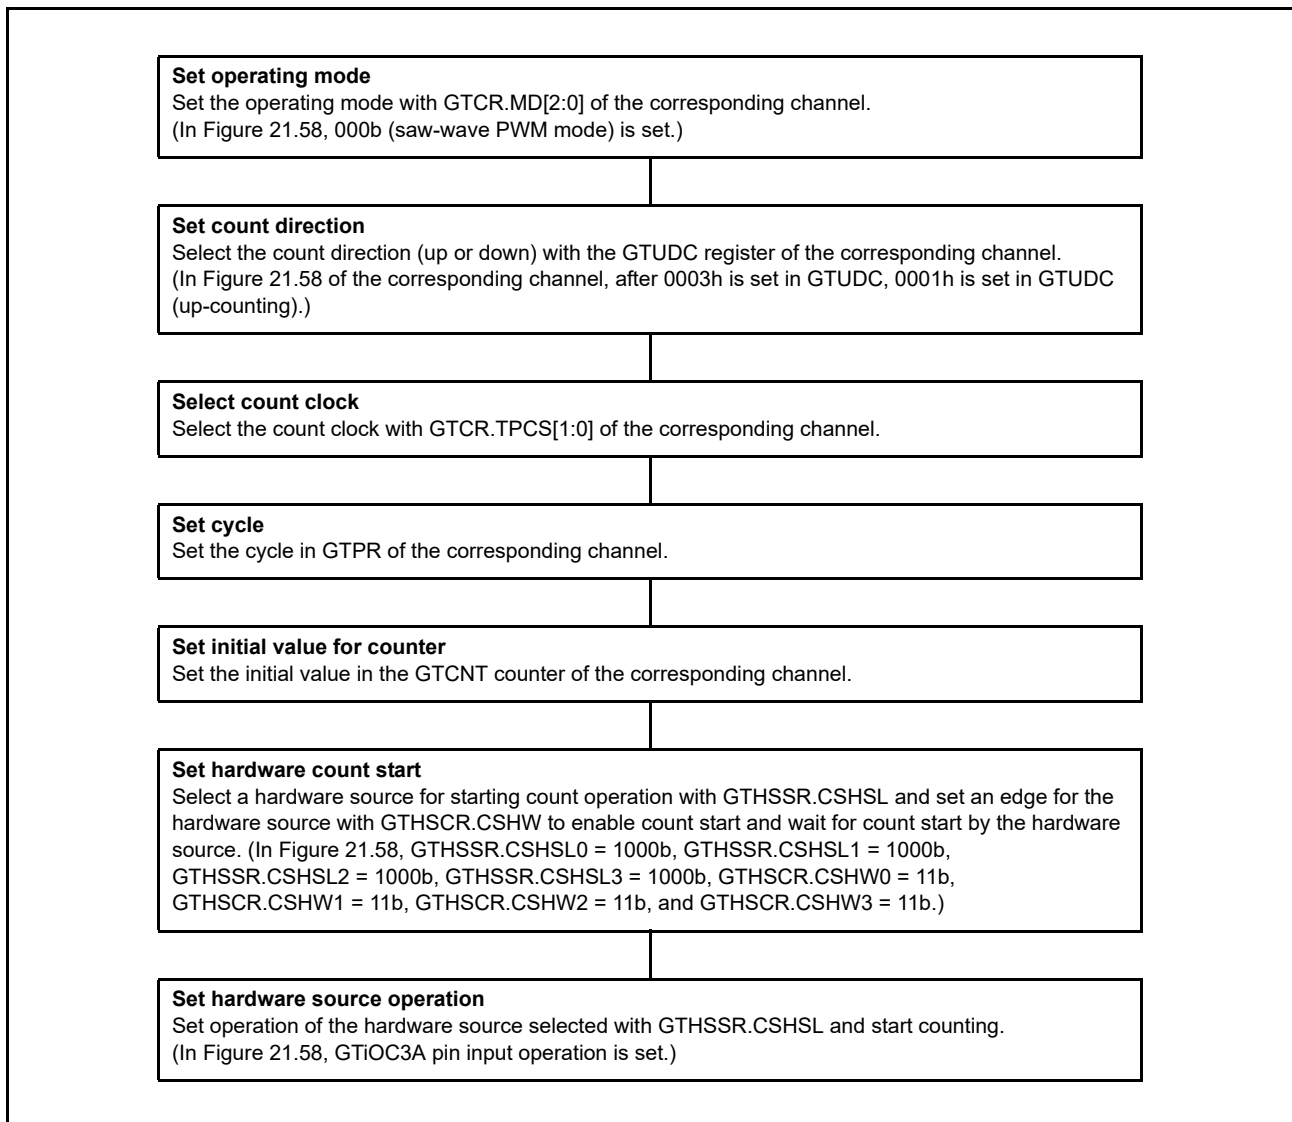 Set operating mode
Set the operating mode with GTCR.MD[2:0] of the corresponding channel.
(In Figure 21.58, 000b (saw-wave PWM mode) is set.)
Set count direction
Select the count direction (up or down) with the GTUDC register of the corresponding channel.
(In Figure 21.58 of the corresponding channel, after 0003h is set in GTUDC, 0001h is set in GTUDC
(up-counting).)
Select count clock
Select the count clock with GTCR.TPCS[1:0] of the corresponding channel.
Set cycle
Set the cycle in GTPR of the corresponding channel.
Set initial value for counter
Set the initial value in the GTCNT counter of the corresponding channel.
Set hardware count start
Select a hardware source for starting count operation with GTHSSR.CSHSL and set an edge for the
hardware source with GTHSCR.CSHW to enable count start and wait for count start by the hardware
source. (In Figure 21.58, GTHSSR.CSHSL0 = 1000b, GTHSSR.CSHSL1 = 1000b,
GTHSSR.CSHSL2 = 1000b, GTHSSR.CSHSL3 = 1000b, GTHSCR.CSHW0 = 11b,
GTHSCR.CSHW1 = 11b, GTHSCR.CSHW2 = 11b, and GTHSCR.CSHW3 = 11b.)
Set hardware source operation
Set operation of the hardware source selected with GTHSSR.CSHSL and start counting.
(In Figure 21.58, GTiOC3A pin input operation is set.)